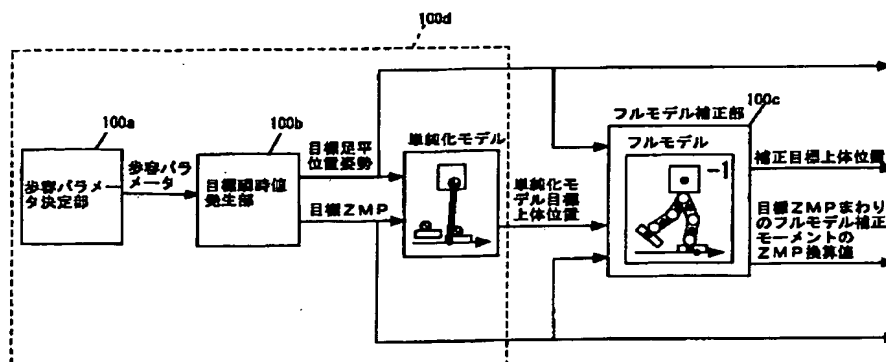 100d
100a
歩容パラメー
タ決定部
歩容パラ
メータ
100b
目標瞬時値
発生部
目標足平
位置姿勢
目標ZMP
単純化モデル
単純化モ
デル目標
上体位置
フルモデル補正部
100c
フルモデル
-1
補正目標上体位置
目標ZMPまわり
のフルモデル補正
モーメントの
ZMP換算値